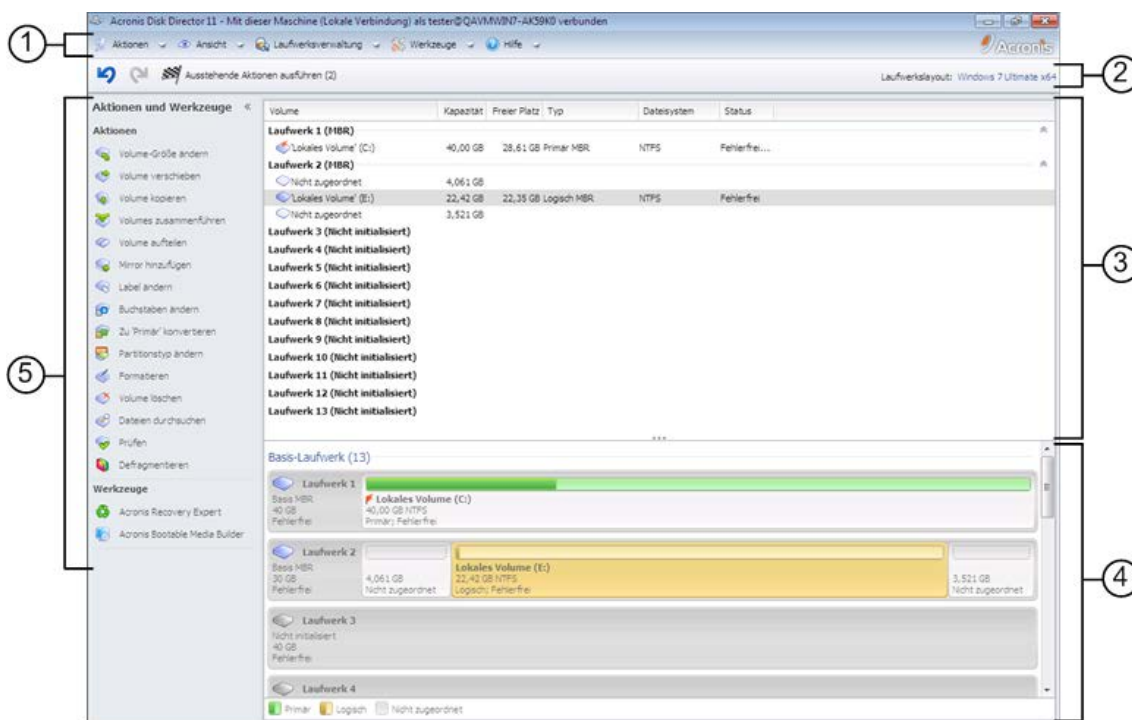 Acronis Disk Director 11 - Mit dieser Maschine (Lokale Verbindung) als tester@QAVMWIN7-AK59K0 verbunden
1
Aktionen Ansicht Laufwerksverwaltung Werkzeuge Hilfe
Acronis
Ausstehende Aktionen ausführen (2)
Laufwerkslayout: Windows 7 Ultimate x64
2
Aktionen und Werkzeuge «
Aktionen
Volume-Größe ändern
Volume verschieben
Volume kopieren
Volumes zusammenführen
Volume aufteilen
Mirror hinzufügen
Label ändern
Buchstaben ändern
Zu 'Primär' konvertieren
Partitionstyp ändern
Formatieren
Volume löschen
Dateien durchsuchen
Prüfen
Defragmentieren
Werkzeuge
Acronis Recovery Expert
Acronis Bootable Media Builder
5
Volume Kapazität Freier Platz Typ Dateisystem Status
Laufwerk 1 (MBR)
'Lokales Volume' (C:) 40,00 GB 28,61 GB Primär MBR NTFS Fehlerfrei...
Laufwerk 2 (MBR)
Nicht zugeordnet 4,061 GB
'Lokales Volume' (E:) 22,42 GB 22,35 GB Logisch MBR NTFS Fehlerfrei
Nicht zugeordnet 3,521 GB
Laufwerk 3 (Nicht initialisiert)
Laufwerk 4 (Nicht initialisiert)
Laufwerk 5 (Nicht initialisiert)
Laufwerk 6 (Nicht initialisiert)
Laufwerk 7 (Nicht initialisiert)
Laufwerk 8 (Nicht initialisiert)
Laufwerk 9 (Nicht initialisiert)
Laufwerk 10 (Nicht initialisiert)
Laufwerk 11 (Nicht initialisiert)
Laufwerk 12 (Nicht initialisiert)
Laufwerk 13 (Nicht initialisiert)
3
Basis-Laufwerk (13)
Laufwerk 1
Basis MBR
40 GB
Fehlerfrei
Lokales Volume (C:)
40,00 GB NTFS
Primär; Fehlerfrei
Laufwerk 2
Basis MBR
30 GB
Fehlerfrei
4,061 GB
Nicht zugeordnet
Lokales Volume (E:)
22,42 GB NTFS
Logisch; Fehlerfrei
3,521 GB
Nicht zugeordnet
Laufwerk 3
Nicht initialisiert
40 GB
Fehlerfrei
Laufwerk 4
Primär Logisch Nicht zugeordnet
4